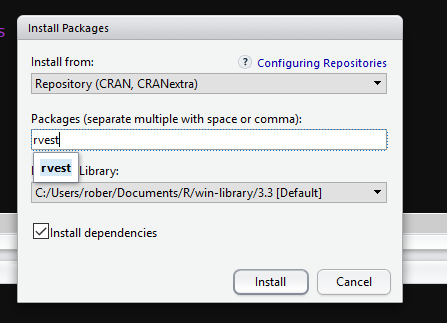 s
Install Packages
Install from:
? Configuring Repositories
Repository (CRAN, CRANextra)
Packages (separate multiple with space or comma):
rvest
rvest
Library:
C:/Users/rober/Documents/R/win-library/3.3 [Default]
Install dependencies
Install
Cancel